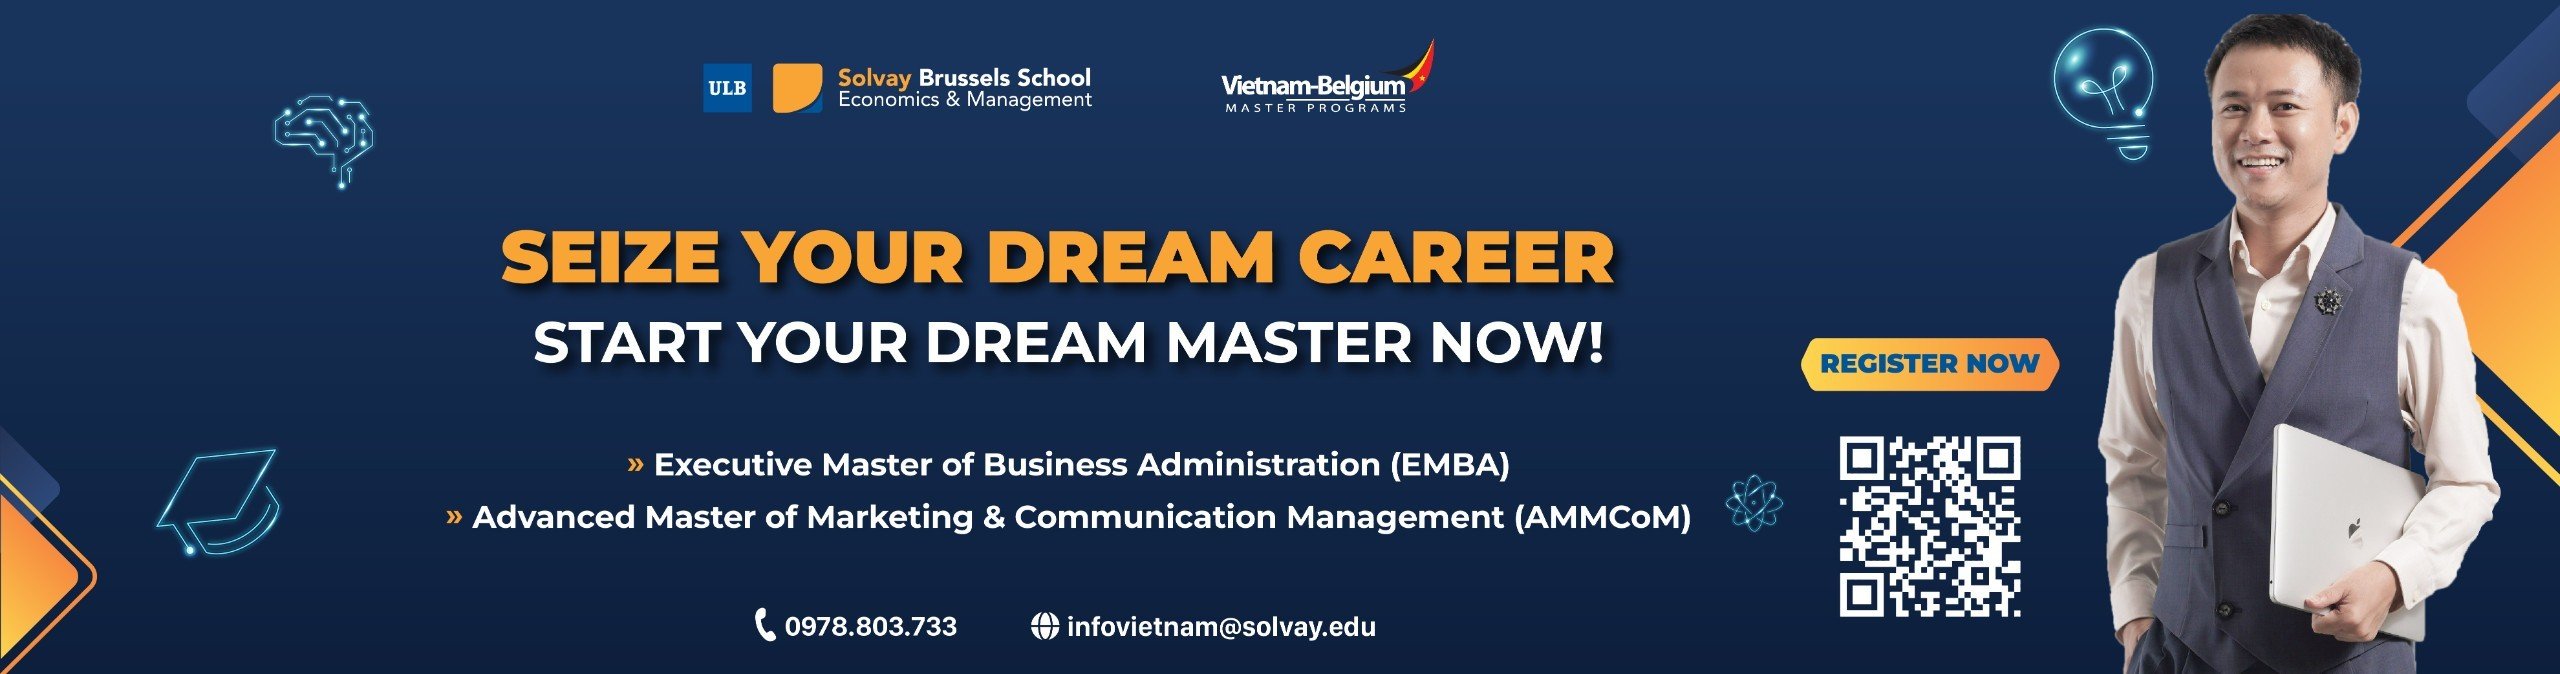 ULB
Solvay Brussels School
Economics & Management
Vietnam-Belgium
MASTER PROGRAMS
SEIZE YOUR DREAM CAREER
START YOUR DREAM MASTER NOW!
REGISTER NOW
» Executive Master of Business Administration (EMBA)
» Advanced Master of Marketing & Communication Management (AMMCoM)
0978.803.733
infovietnam@solvay.edu